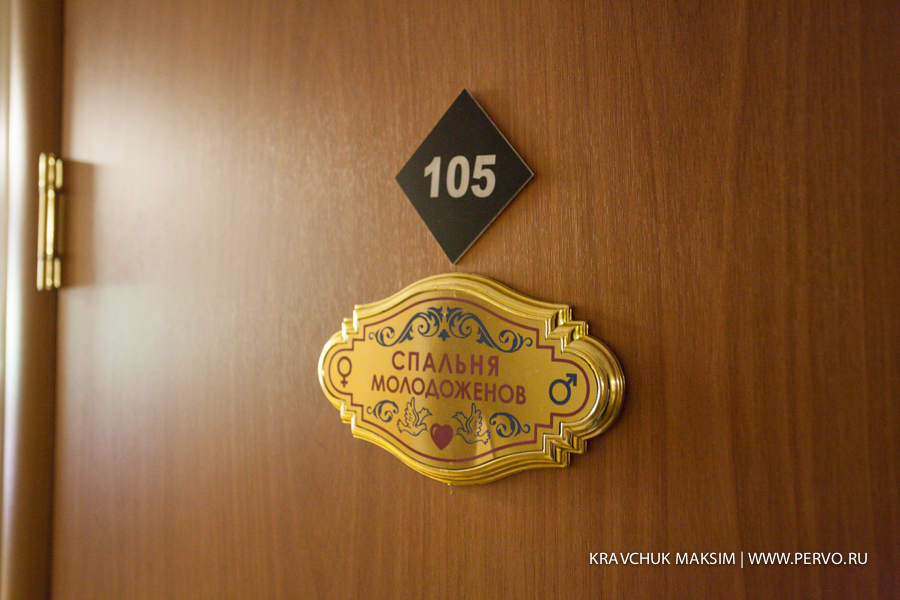 105
СПАЛЬНЯ
МОЛОДОЖЕНОВ
KRAVCHUK MAKSIM | WWW.PERVO.RU